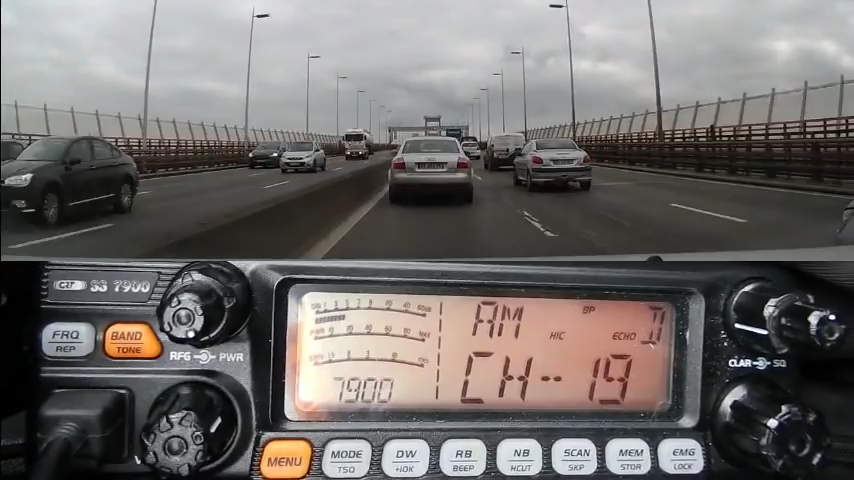 CRT SS 7900
FRQ
REP
BAND
TONE
RFG PWR
AM BP
HIC ECHO D
CH--19
7900
CLAR SQ
MENU
MODE
TSQ
DW
+10K
RB
BEEP
NB
HCUT
SCAN
SKP
MEM
STOR
EMG
LOCK